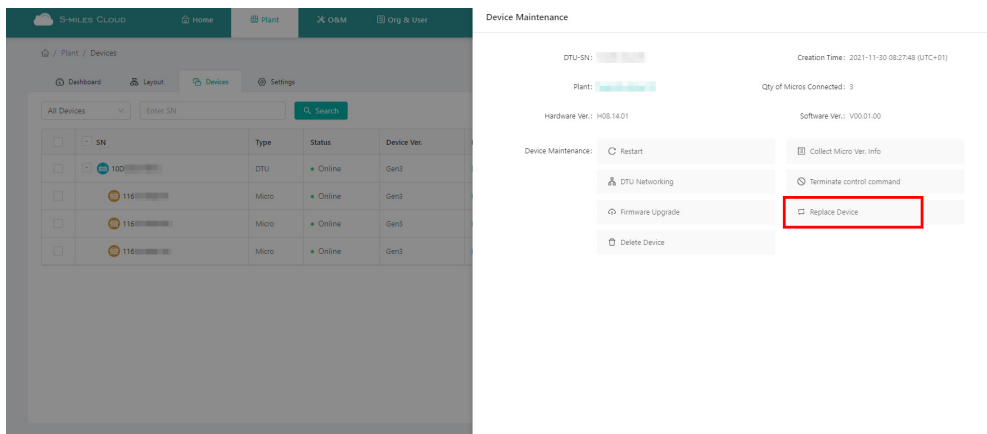 S-MILES CLOUD
Home
Plant
O&M
Org & User
/ Plant / Devices
Dashboard
Layout
Devices
Settings
All Devices
Enter SN
Search
SN
Type
Status
Device Ver.
10D
DTU
Online
Gen3
116
Micro
Online
Gen3
116
Micro
Online
Gen3
116
Micro
Online
Gen3
Device Maintenance
DTU-SN:
Creation Time: 2021-11-30 08:27:48 (UTC+01)
Plant:
Qty of Micros Connected: 3
Hardware Ver.: H08.14.01
Software Ver.: V00.01.00
Device Maintenance:
Restart
Collect Micro Ver. Info
DTU Networking
Terminate control command
Firmware Upgrade
Replace Device
Delete Device